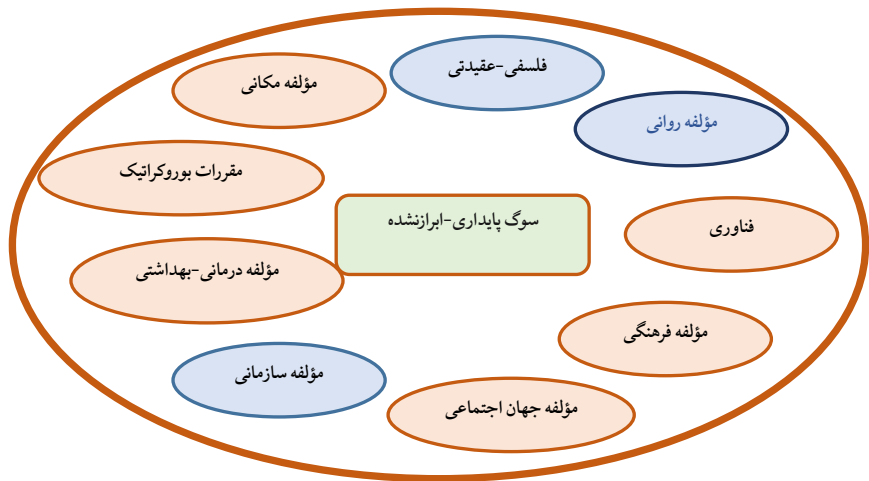 فلسفی-عقیدتی
مؤلفه مکانی
مؤلفه روانی
مقررات بوروکراتیک
سوگ پایداری-ابرازنشده
فناوری
مؤلفه درمانی-بهداشتی
مؤلفه فرهنگی
مؤلفه سازمانی
مؤلفه جهان اجتماعی